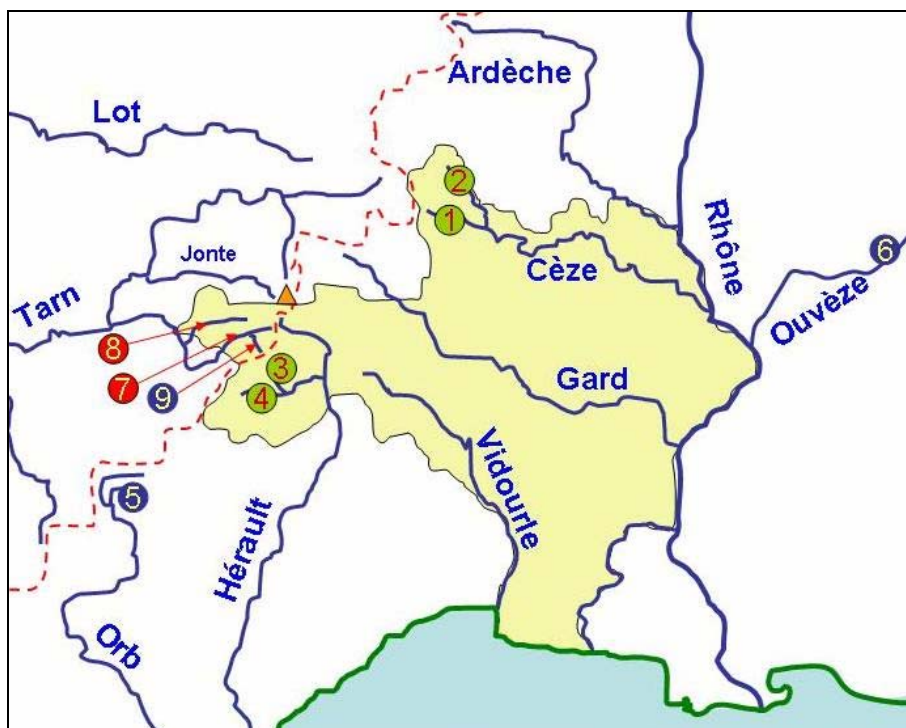 Ardèche
Lot
2
1
Rhône
Jonte
6
Cèze
Ouvèze
Tarn
8
3
7
9
4
Gard
Vidourle
5
Hérault
Orb